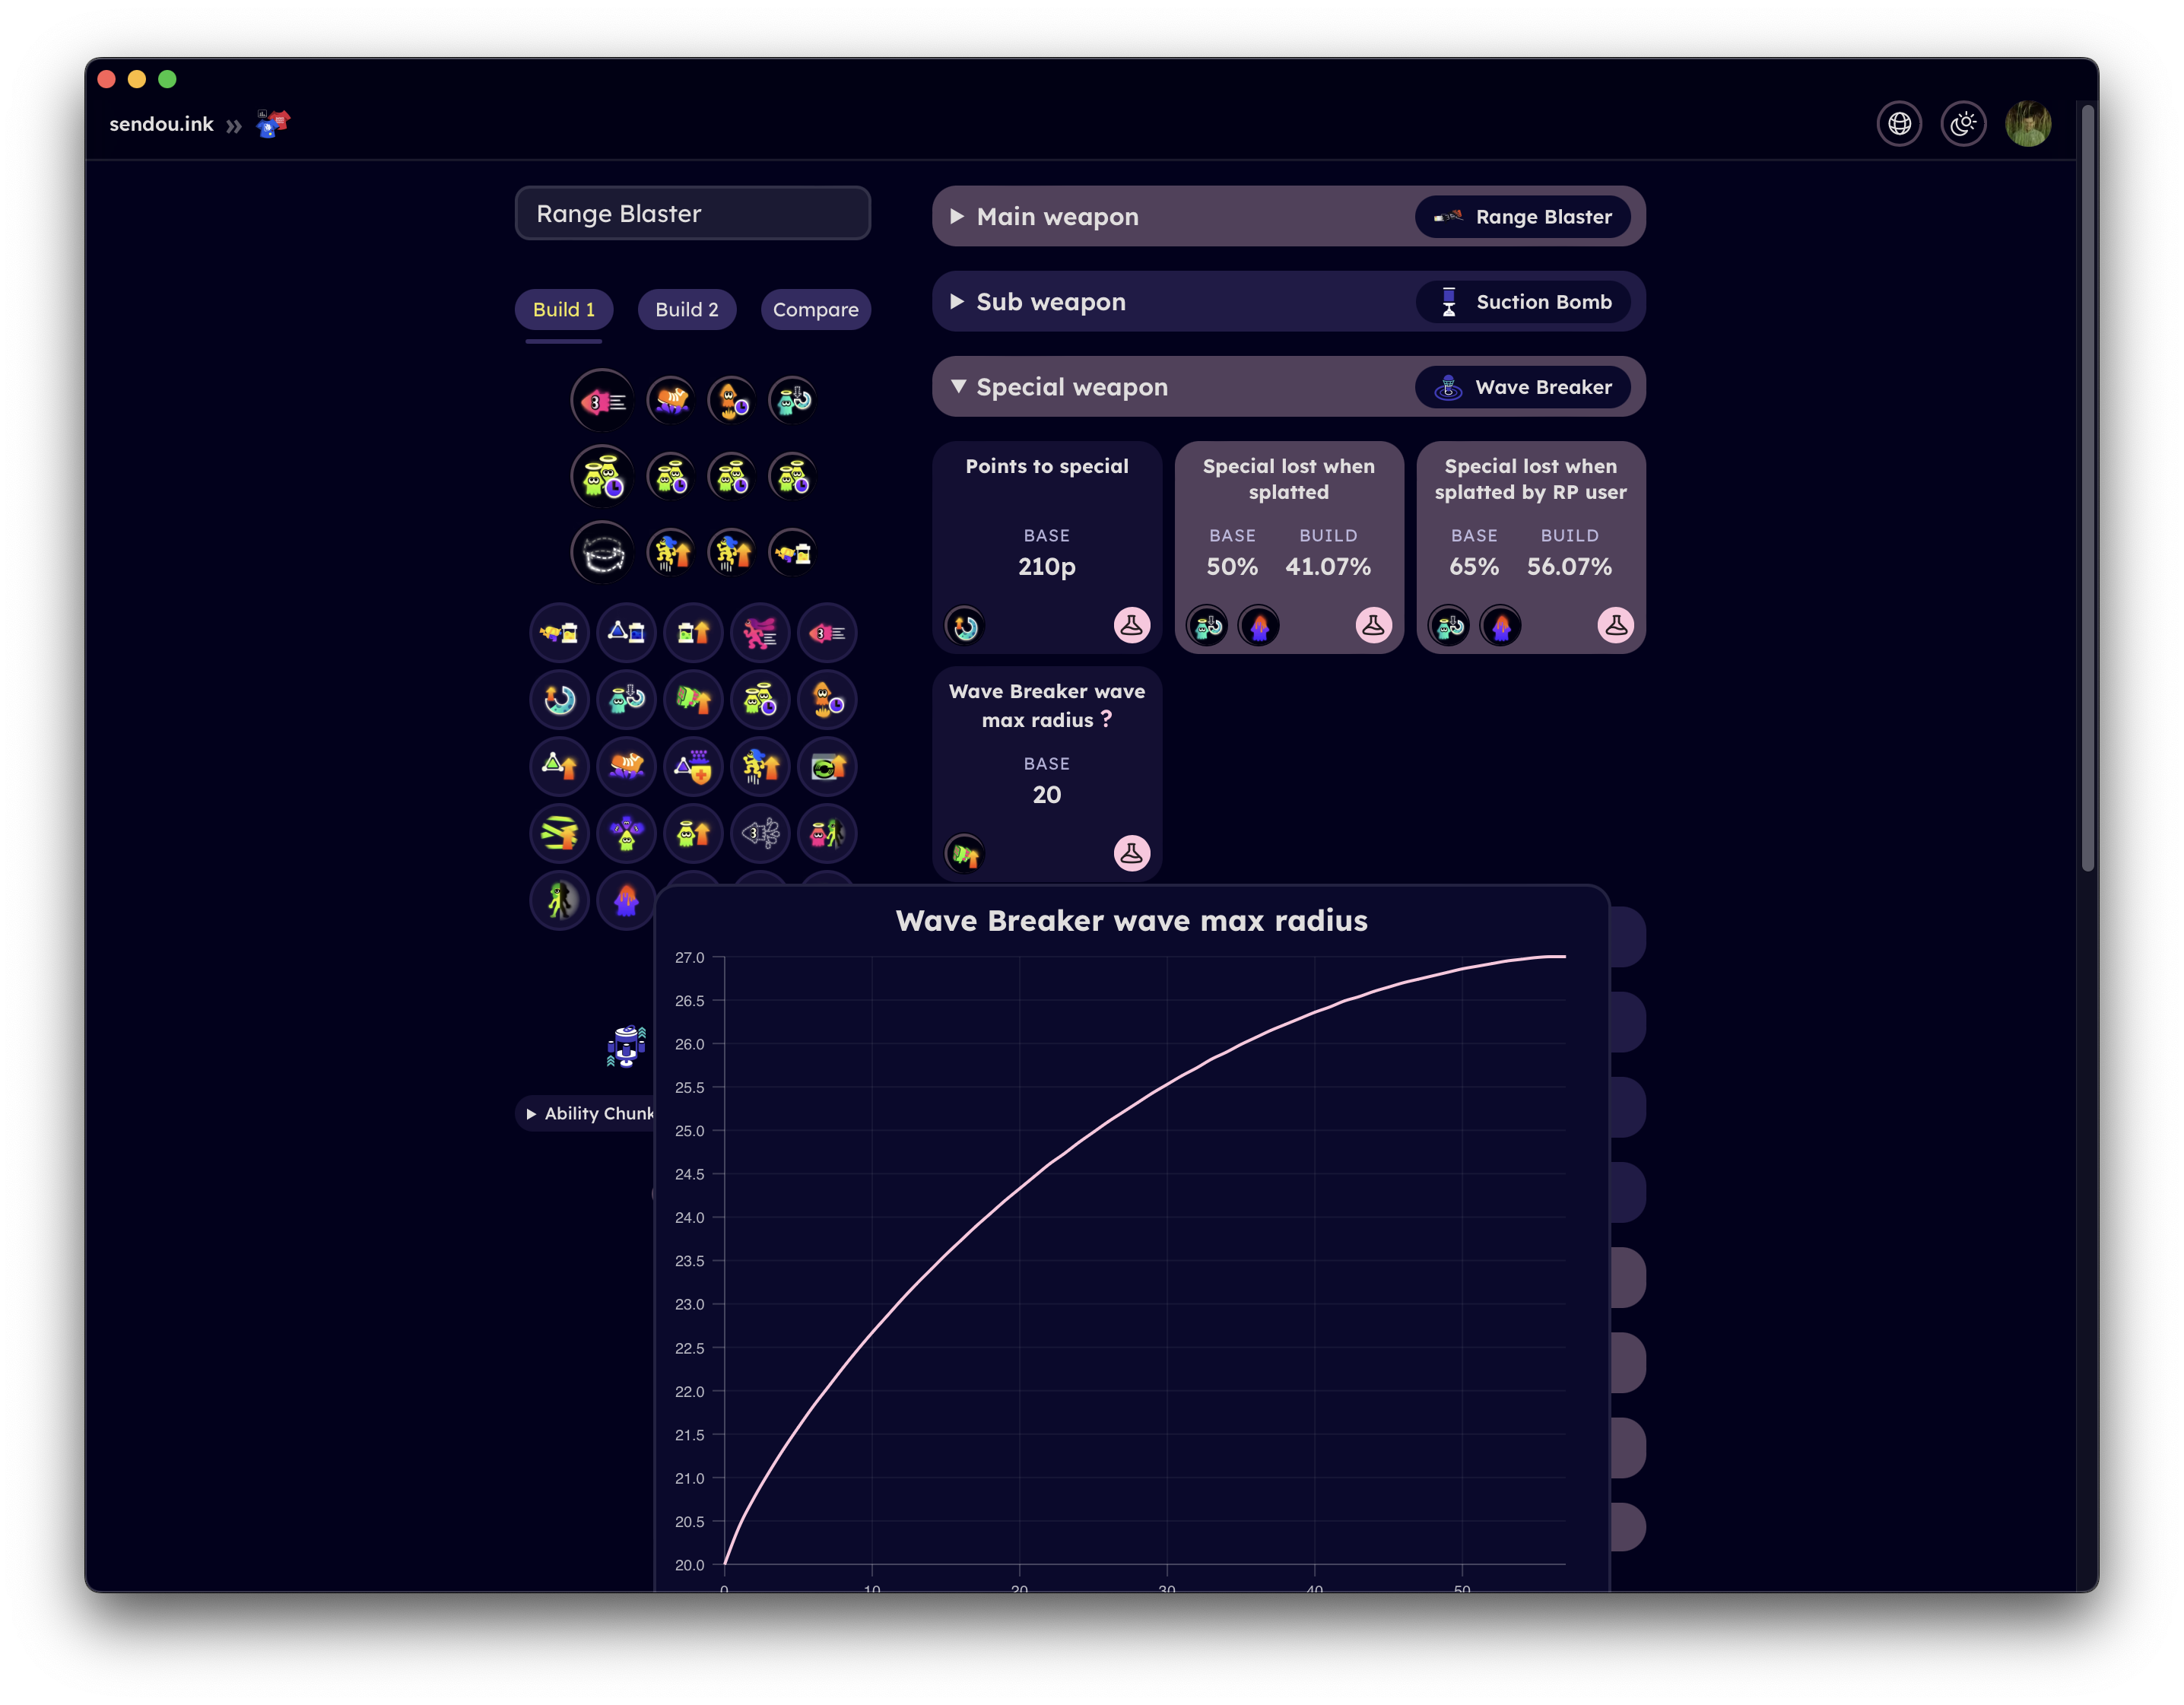 sendou.ink »
Range Blaster
Build 1
Build 2
Compare
Main weapon
Range Blaster
Sub weapon
Suction Bomb
Special weapon
Wave Breaker
Points to special
BASE
210p
Special lost when
splatted
BASE BUILD
50% 41.07%
Special lost when
splatted by RP user
BASE BUILD
65% 56.07%
Wave Breaker wave
max radius ?
BASE
20
Ability Chunk
Wave Breaker wave max radius
27.0
26.5
26.0
25.5
25.0
24.5
24.0
23.5
23.0
22.5
22.0
21.5
21.0
20.5
20.0
0 10 20 30 40 50